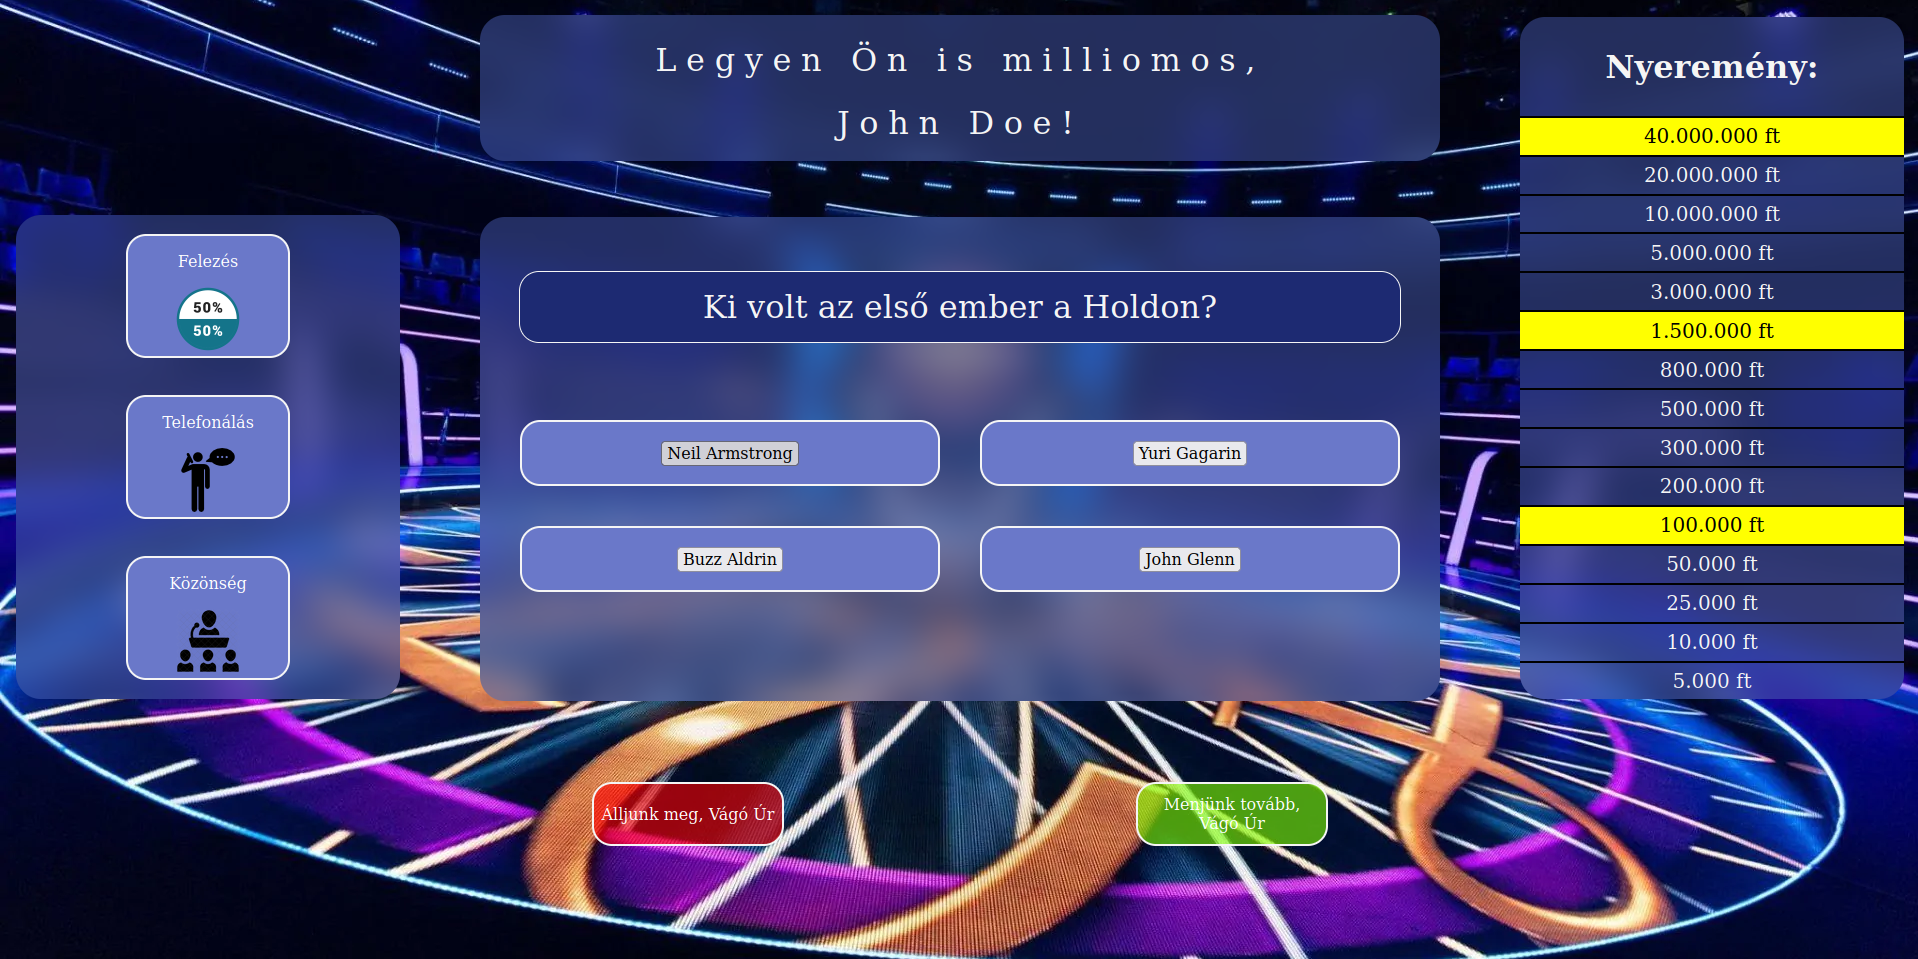 Legyen Ön is milliomos,
John Doe!
Felezés
50%
50%
Telefonálás
Közönség
Ki volt az első ember a Holdon?
Neil Armstrong
Yuri Gagarin
Buzz Aldrin
John Glenn
Álljunk meg, Vágó Úr
Menjünk tovább,
Vágó Úr
Nyeremény:
40.000.000 ft
20.000.000 ft
10.000.000 ft
5.000.000 ft
3.000.000 ft
1.500.000 ft
800.000 ft
500.000 ft
300.000 ft
200.000 ft
100.000 ft
50.000 ft
25.000 ft
10.000 ft
5.000 ft